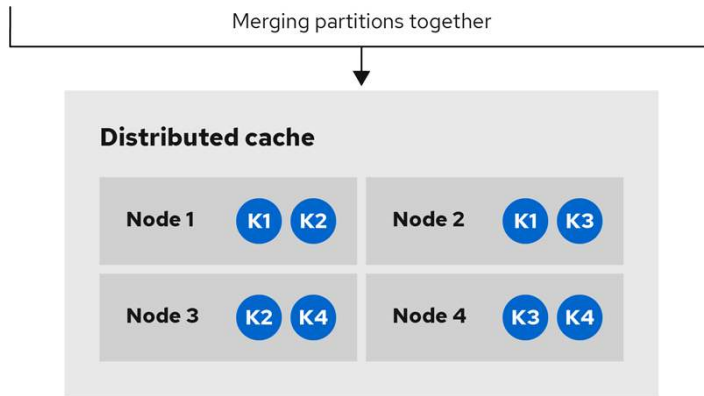 Merging partitions together
Distributed cache
Node 1 K1 K2 Node 2 K1 K3
Node 3 K2 K4 Node 4 K3 K4